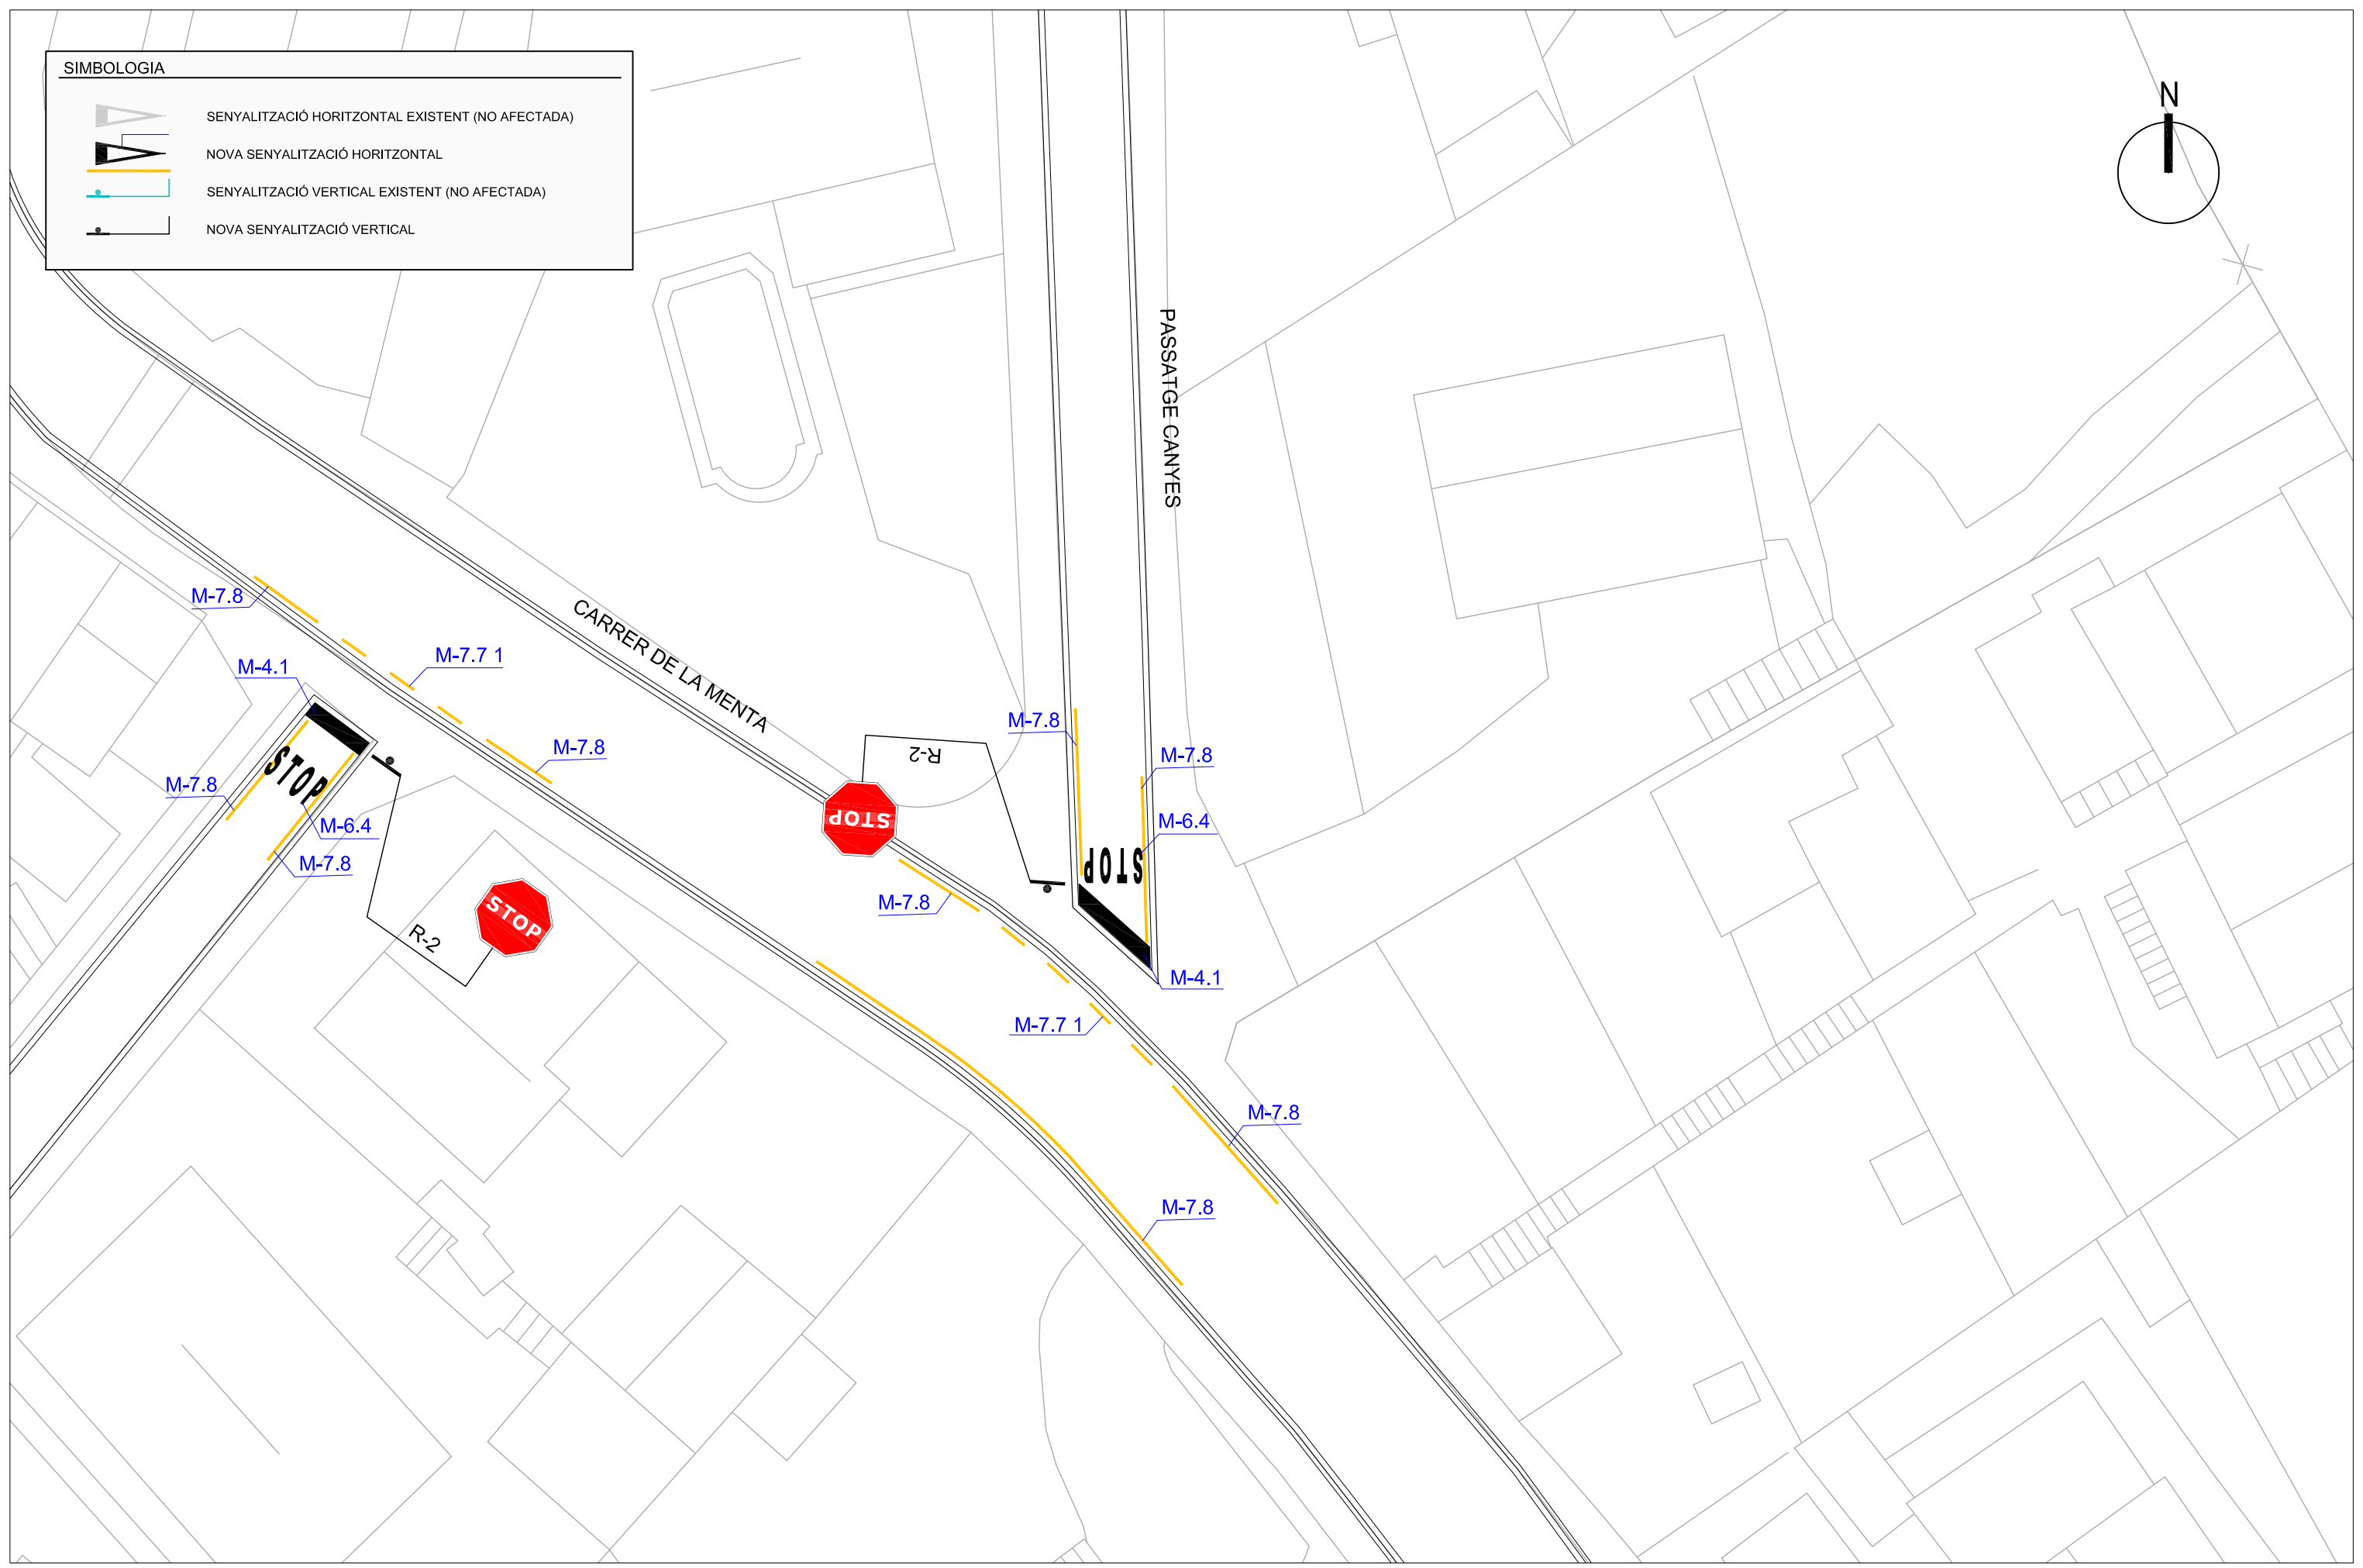 SIMBOLOGIA
SENYALITZACIÓ HORITZONTAL EXISTENT (NO AFECTADA)
NOVA SENYALITZACIÓ HORITZONTAL
SENYALITZACIÓ VERTICAL EXISTENT (NO AFECTADA)
NOVA SENYALITZACIÓ VERTICAL
N
PASSATGE CANYES
CARRER DE LA MENTA
M-7.8
M-7.7 1
M-4.1
M-7.8
M-7.8
STOP
M-6.4
M-7.8
STOP
R-2
R-2
STOP
M-7.8
M-7.8
M-6.4
STOP
M-7.8
M-4.1
M-7.7 1
M-7.8
M-7.8